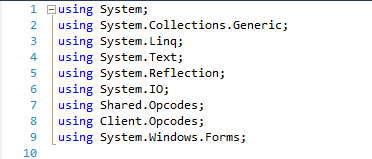 1 using System;
2 using System.Collections.Generic;
3 using System.Linq;
4 using System.Text;
5 using System.Reflection;
6 using System.IO;
7 using Shared.Opcodes;
8 using Client.Opcodes;
9 using System.Windows.Forms;
10